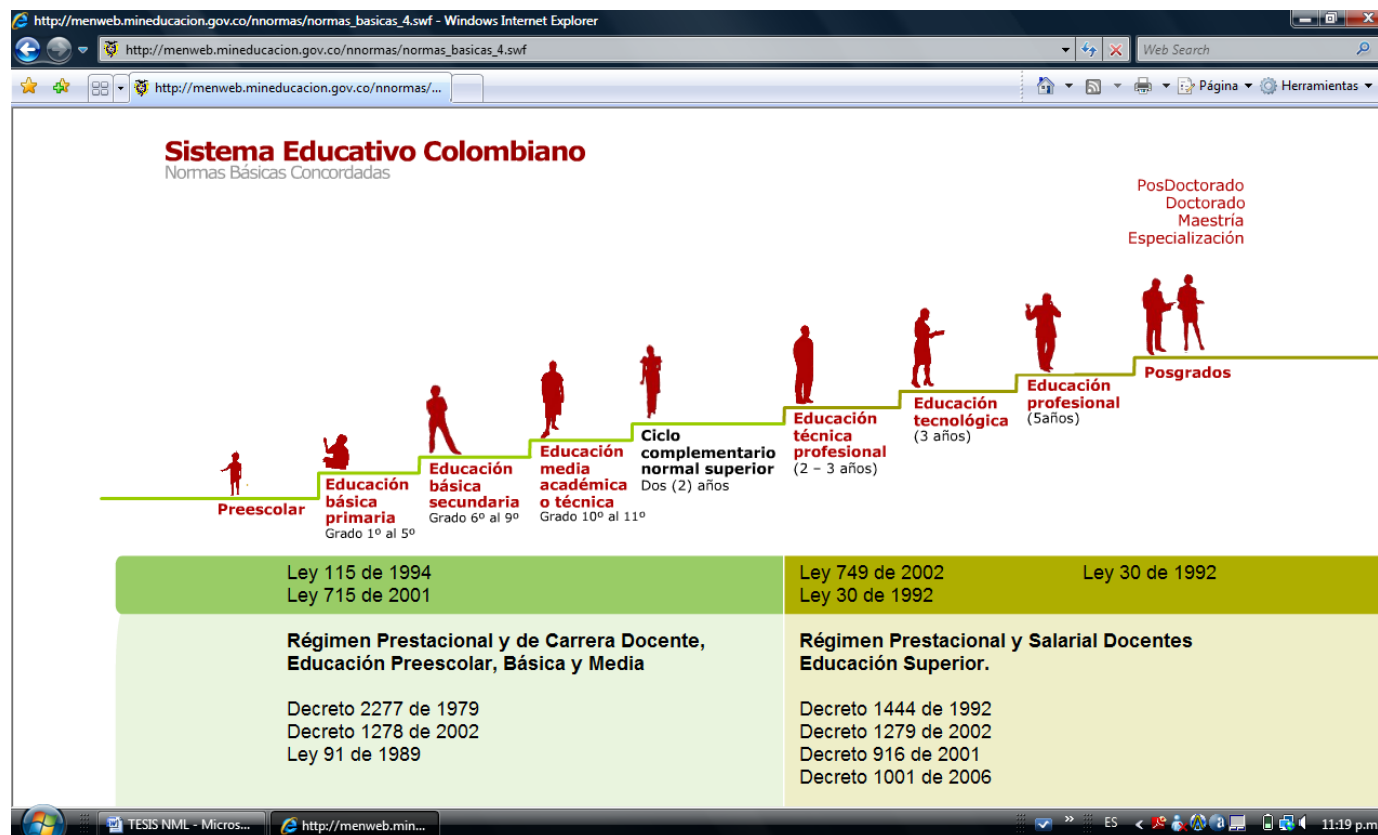 http://menweb.mineducacion.gov.co/nnormas/normas_basicas_4.swf - Windows Internet Explorer
http://menweb.mineducacion.gov.co/nnormas/normas_basicas_4.swf
Web Search
http://menweb.mineducacion.gov.co/nnormas/...
Página
Herramientas
Sistema Educativo Colombiano
Normas Básicas Concordadas
PosDoctorado
Doctorado
Maestría
Especialización
Preescolar
Educación
básica
primaria
Grado 1º al 5º
Educación
básica
secundaria
Grado 6º al 9º
Educación
media
académica
o técnica
Grado 10º al 11º
Ciclo
complementario
normal superior
Dos (2) años
Educación
técnica
profesional
(2 – 3 años)
Educación
tecnológica
(3 años)
Educación
profesional
(5años)
Posgrados
Ley 115 de 1994
Ley 715 de 2001
Ley 749 de 2002
Ley 30 de 1992
Ley 30 de 1992
Régimen Prestacional y de Carrera Docente,
Educación Preescolar, Básica y Media
Decreto 2277 de 1979
Decreto 1278 de 2002
Ley 91 de 1989
Régimen Prestacional y Salarial Docentes
Educación Superior.
Decreto 1444 de 1992
Decreto 1279 de 2002
Decreto 916 de 2001
Decreto 1001 de 2006
TESIS NML - Micros...
http://menweb.min...
ES
11:19 p.m